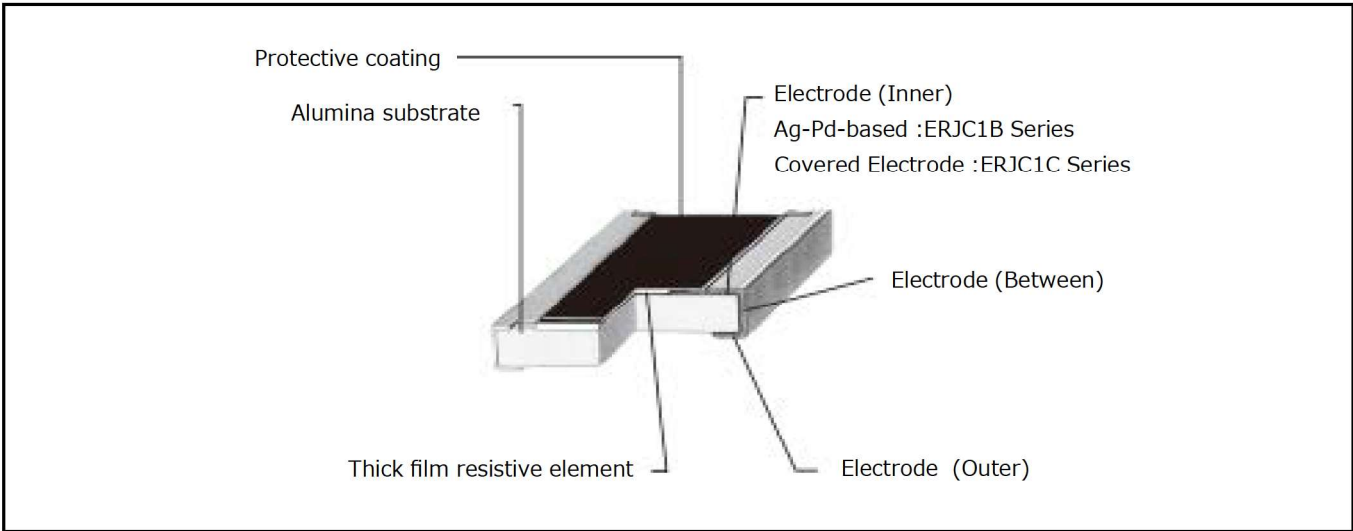 Protective coating
Alumina substrate
Electrode (Inner)
Ag-Pd-based :ERJC1B Series
Covered Electrode :ERJC1C Series
Electrode (Between)
Thick film resistive element
Electrode (Outer)